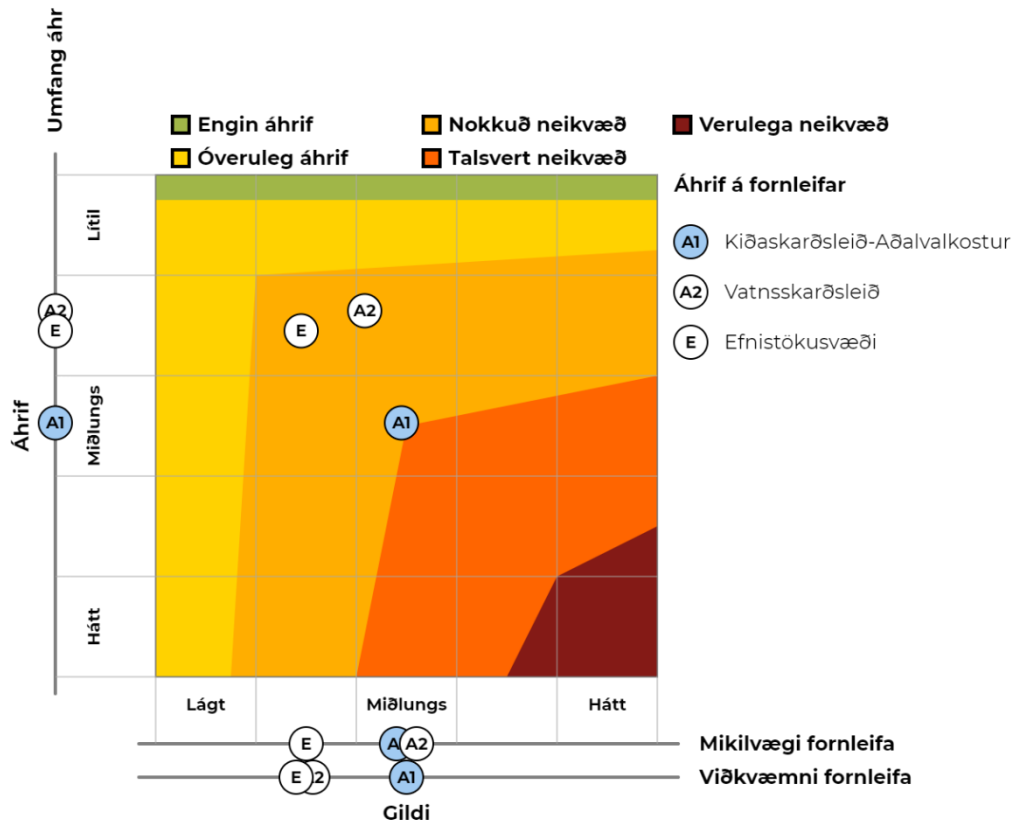 Umfang áhr
Engin áhrif
Nokkuð neikvæð
Verulega neikvæð
Óveruleg áhrif
Talsvert neikvæð
Áhrif á fornleifar
A1 Kiðaskarðsleið-Aðalvalkostur
A2 Vatnsskarðsleið
E Efnistökusvæði
Lítil
A2
E
E
A2
Áhrif
A1
Miðlungs
A1
Hátt
Lágt
Miðlungs
Hátt
E
A
A2
Mikilvægi fornleifa
E
2
A1
Viðkvæmni fornleifa
Gildi